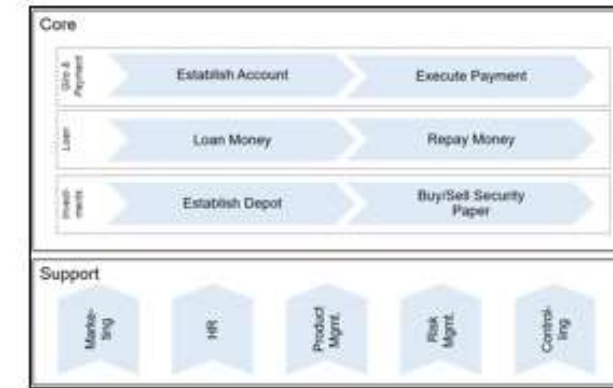 Core
Giro &
Payment
Establish Account
Execute Payment
Loan
Loan Money
Repay Money
Invest-
ments
Establish Depot
Buy/Sell Security
Paper
Support
Marke-
ting
HR
Product
Mgmt.
Risk
Mgmt.
Control-
ling